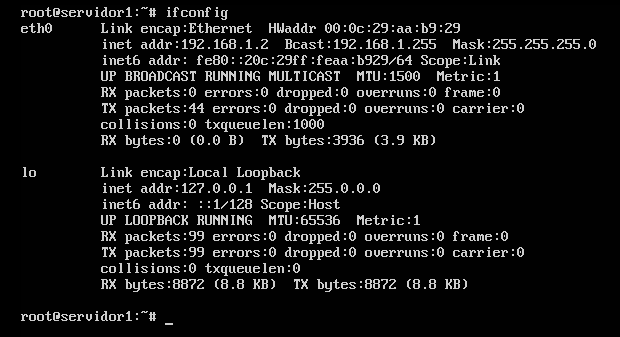 root@servidor1:~# ifconfig
eth0 Link encap:Ethernet HWaddr 00:0c:29:aa:b9:29
inet addr:192.168.1.2 Bcast:192.168.1.255 Mask:255.255.255.0
inet6 addr: fe80::20c:29ff:feaa:b929/64 Scope:Link
UP BROADCAST RUNNING MULTICAST MTU:1500 Metric:1
RX packets:0 errors:0 dropped:0 overruns:0 frame:0
TX packets:44 errors:0 dropped:0 overruns:0 carrier:0
collisions:0 txqueuelen:1000
RX bytes:0 (0.0 B) TX bytes:3936 (3.9 KB)
lo Link encap:Local Loopback
inet addr:127.0.0.1 Mask:255.0.0.0
inet6 addr: ::1/128 Scope:Host
UP LOOPBACK RUNNING MTU:65536 Metric:1
RX packets:99 errors:0 dropped:0 overruns:0 frame:0
TX packets:99 errors:0 dropped:0 overruns:0 carrier:0
collisions:0 txqueuelen:0
RX bytes:8872 (8.8 KB) TX bytes:8872 (8.8 KB)
root@servidor1:~# _